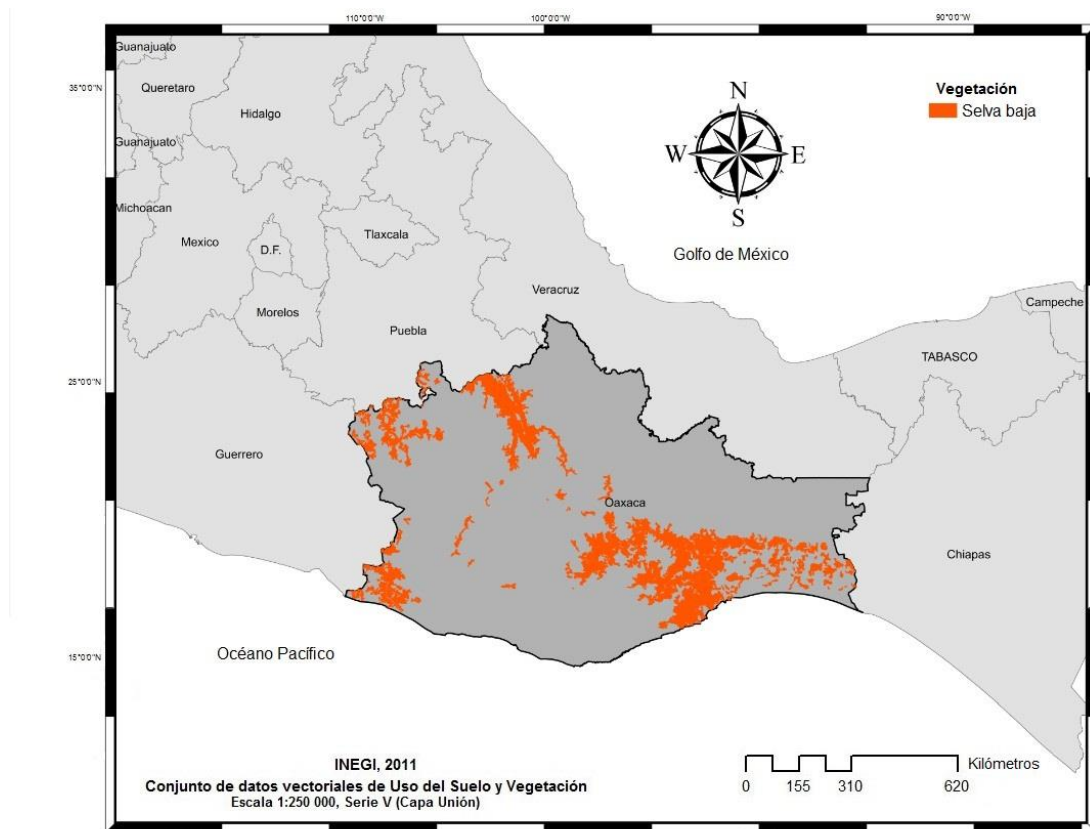 110°0'0"W
100°0'0"W
90°0'0"W
Guanajuato
Queretaro
Hidalgo
35°0'0"N
Vegetación
Selva baja
N
W
E
S
Guanajuato
Michoacan
Mexico
D.F.
Tlaxcala
Golfo de México
Morelos
Veracruz
Campeche
Puebla
TABASCO
25°0'0"N
Guerrero
Oaxaca
Chiapas
Océano Pacífico
15°0'0"N
INEGI, 2011
Conjunto de datos vectoriales de Uso del Suelo y Vegetación
Escala 1:250 000, Serie V (Capa Unión)
Kilómetros
0 155 310 620